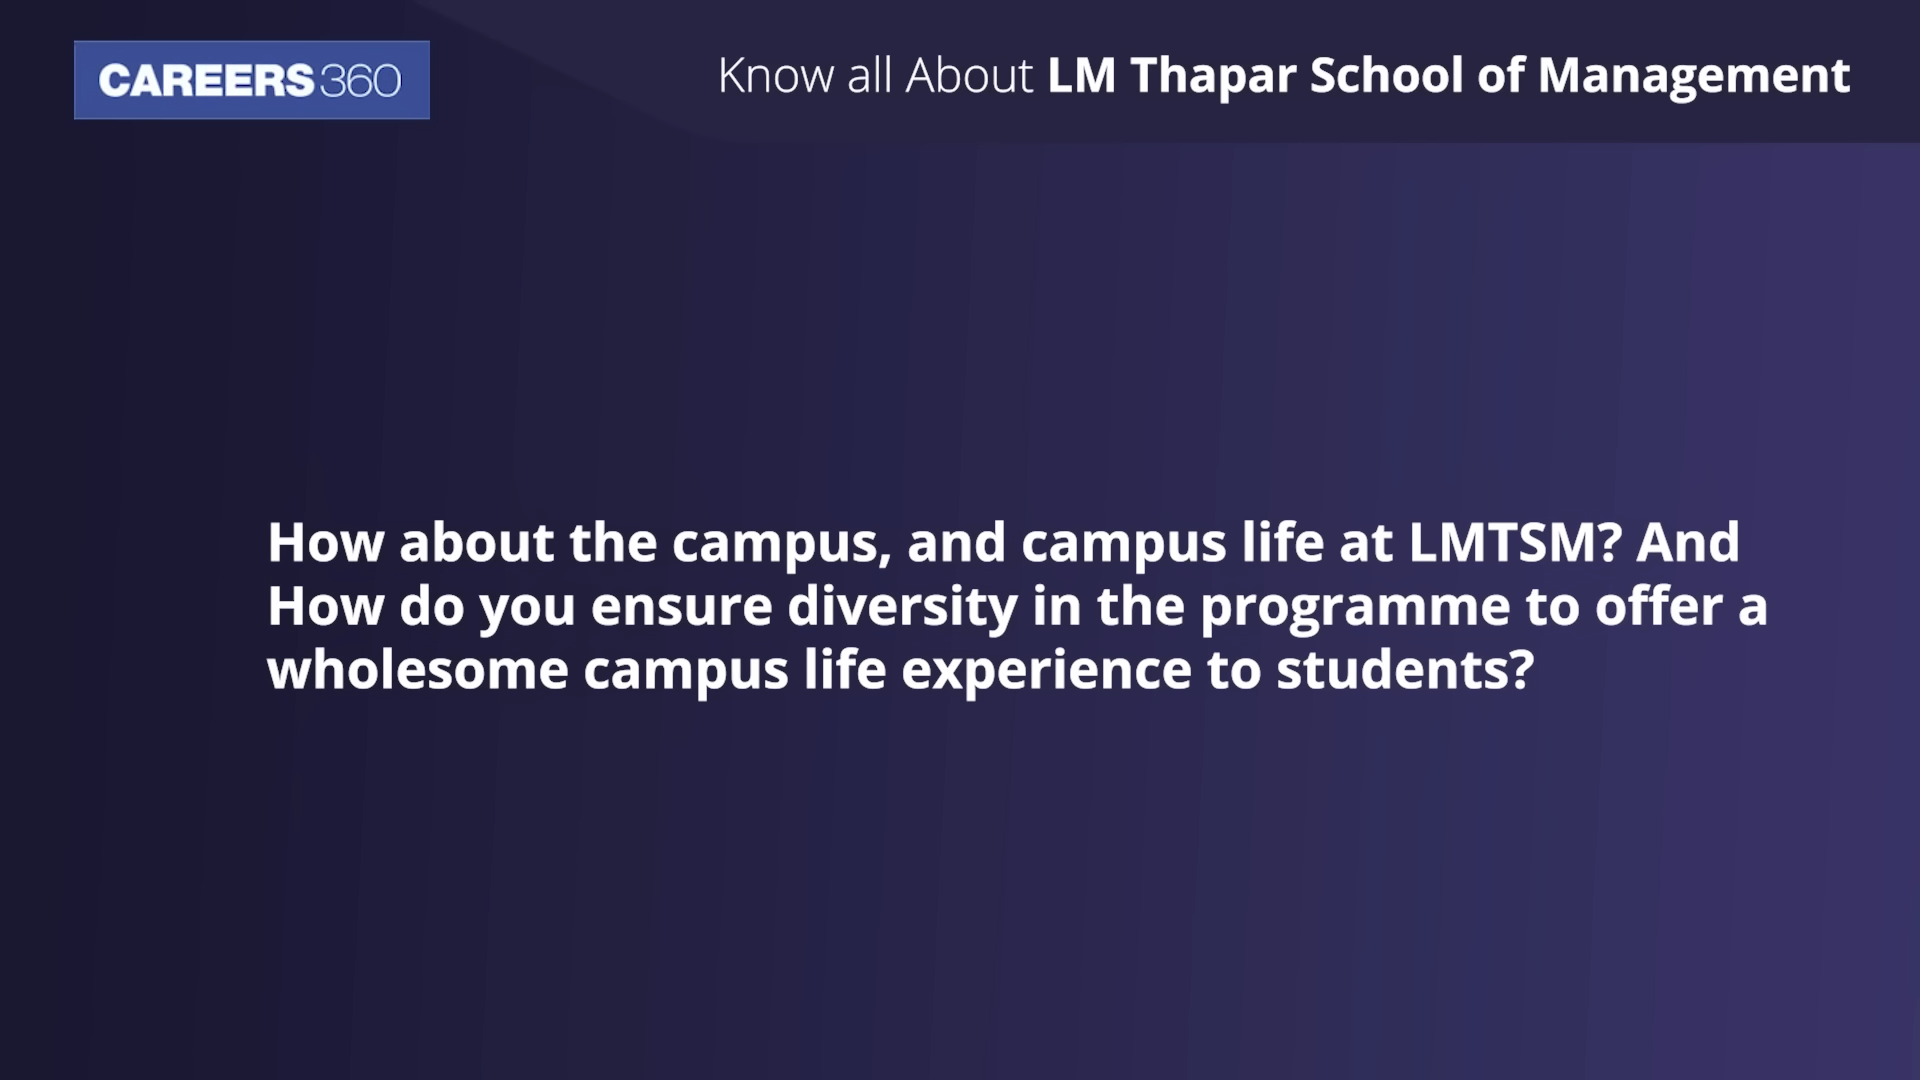 CAREERS360
Know all About LM Thapar School of Management
How about the campus, and campus life at LMTSM? And
How do you ensure diversity in the programme to offer a
wholesome campus life experience to students?